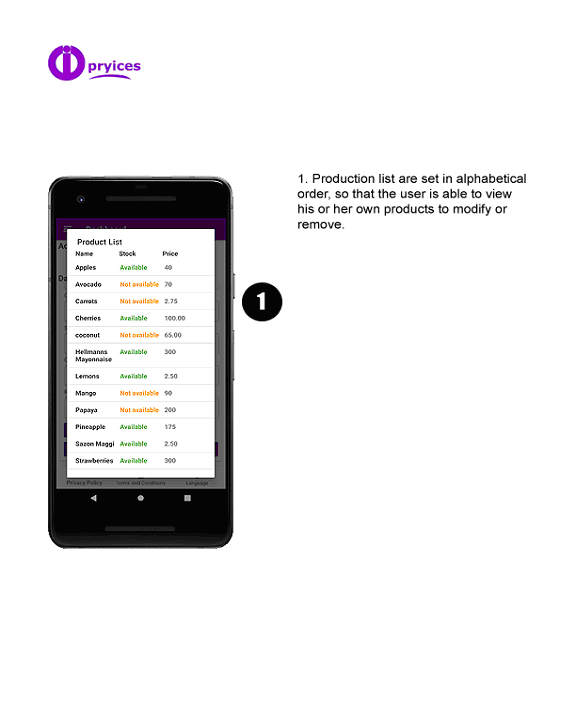 pryices
1. Production list are set in alphabetical
order, so that the user is able to view
his or her own products to modify or
remove.
Product List
Name Stock Price
Apples Available 40
Avocado Not available 70
Carrots Not available 2.75
Cherries Available 100.00
coconut Not available 65.00
Hellmanns Available 300
Mayonnaise
Lemons Available 2.50
Mango Not available 90
Papaya Not available 200
Pineapple Available 175
Sazon Maggi Available 2.50
Strawberries Available 300
Privacy Policy Terms and Conditions Language
1